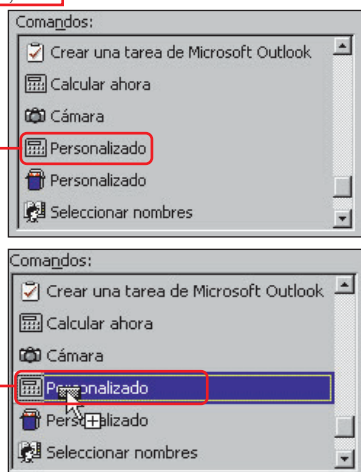 Comandos:
Crear una tarea de Microsoft Outlook
Calcular ahora
Cámara
Personalizado
Personalizado
Seleccionar nombres
Comandos:
Crear una tarea de Microsoft Outlook
Calcular ahora
Cámara
Personalizado
Personalizado
Seleccionar nombres